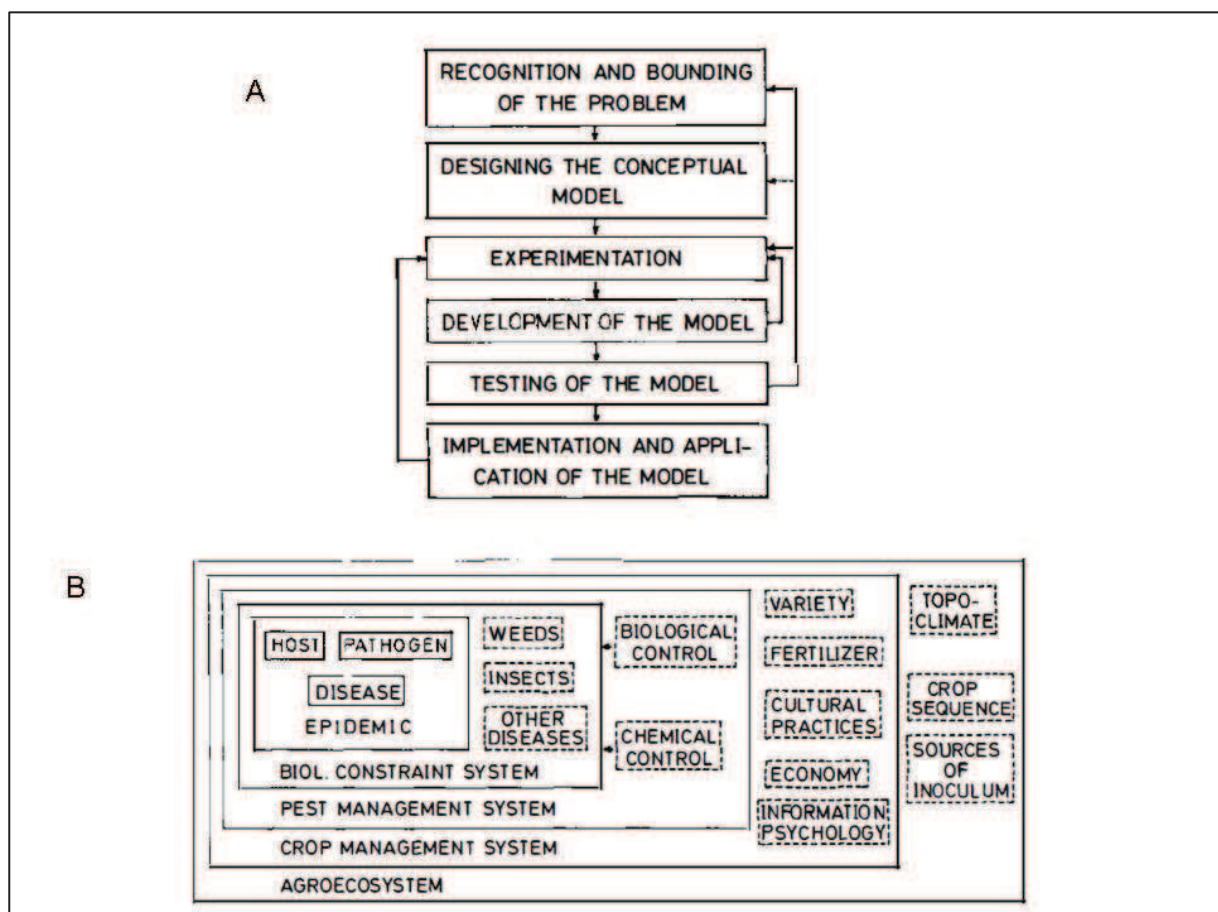 A
RECOGNITION AND BOUNDING
OF THE PROBLEM
DESIGNING THE CONCEPTUAL
MODEL
EXPERIMENTATION
DEVELOPMENT OF THE MODEL
TESTING OF THE MODEL
IMPLEMENTATION AND APPLI-
CATION OF THE MODEL
B
HOST
PATHOGEN
DISEASE
EPIDEMIC
WEEDS
INSECTS
OTHER
DISEASES
BIOL. CONSTRAINT SYSTEM
BIOLOGICAL
CONTROL
CHEMICAL
CONTROL
PEST MANAGEMENT SYSTEM
VARIETY
FERTILIZER
CULTURAL
PRACTICES
ECONOMY
INFORMATION
PSYCHOLOGY
CROP MANAGEMENT SYSTEM
TOPO-
CLIMATE
CROP
SEQUENCE
SOURCES
OF
INOCULUM
AGROECOSYSTEM